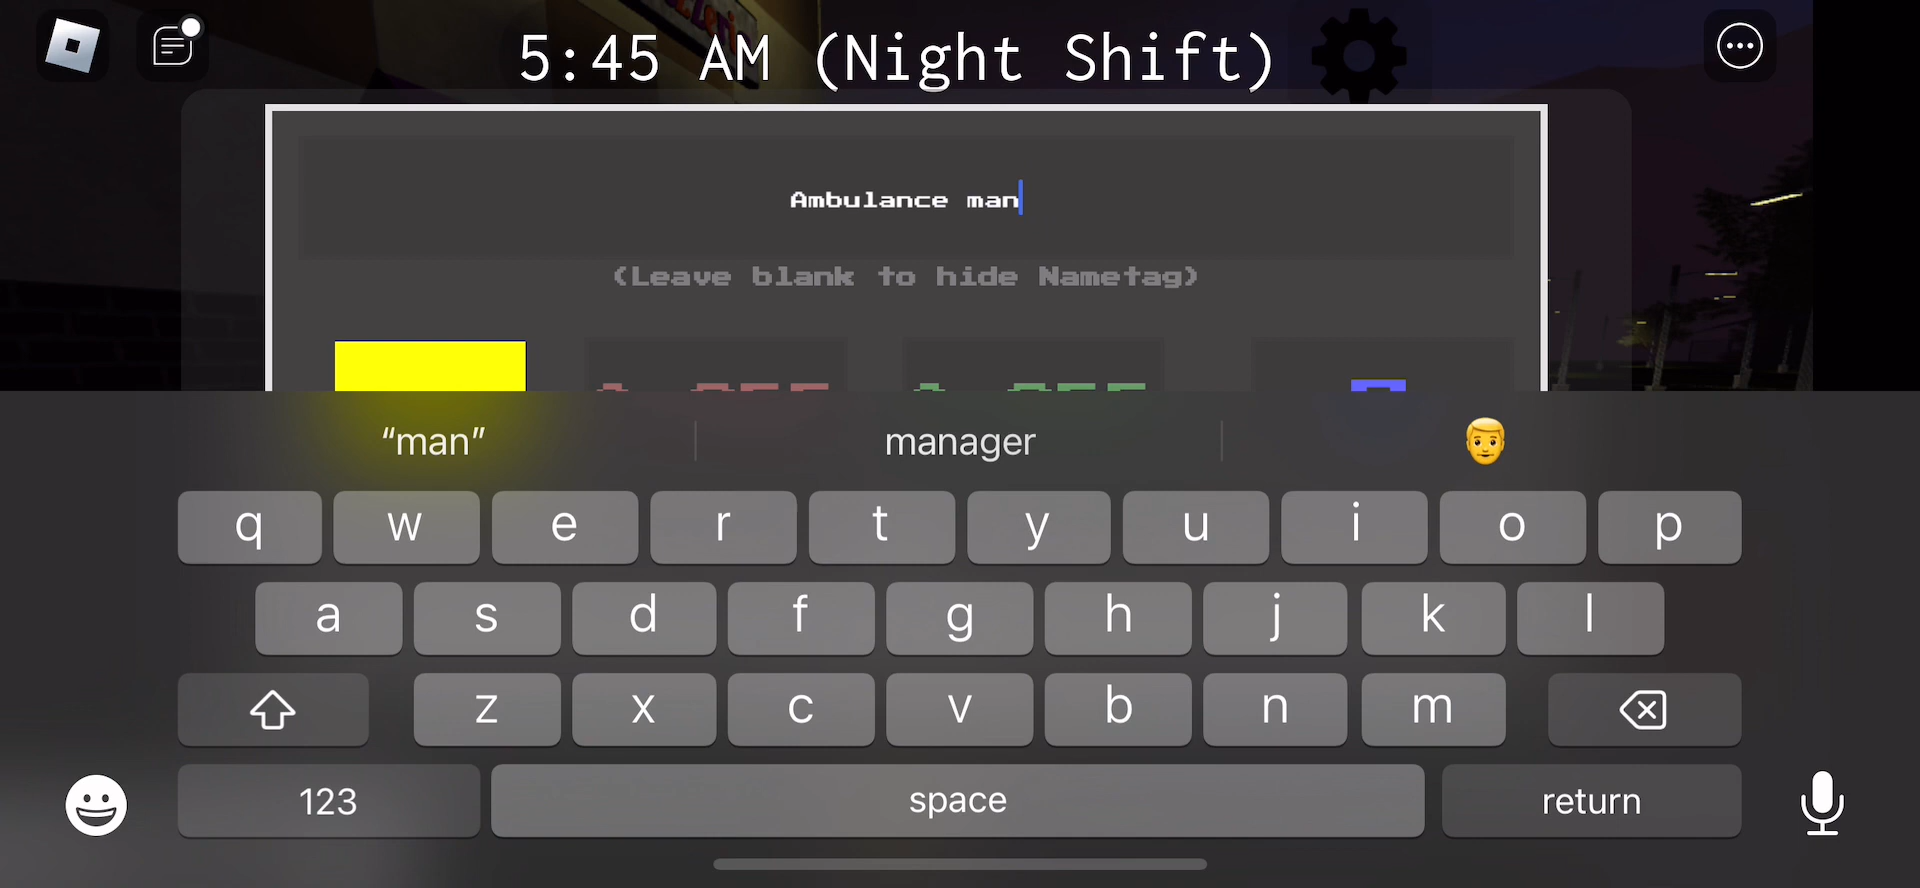 5:45 AM (Night Shift)
Ambulance man
(Leave blank to hide Nametag)
“man” manager
q w e r t y u i o p
a s d f g h j k l
z x c v b n m
123 space return